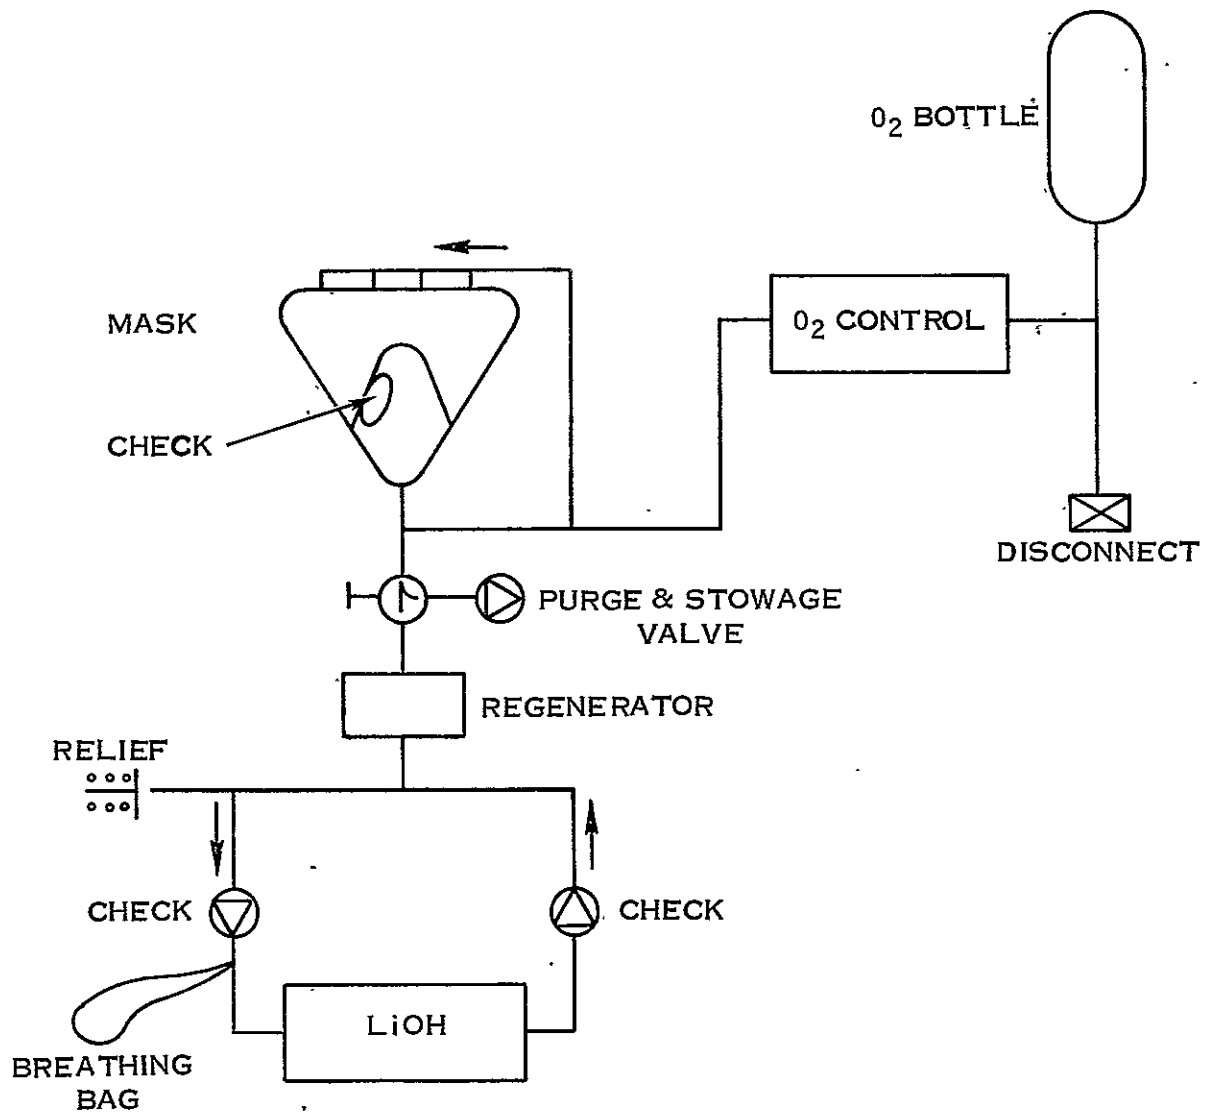 O₂ BOTTLE
MASK
O₂ CONTROL
CHECK
DISCONNECT
PURGE & STOWAGE
VALVE
REGENERATOR
RELIEF
CHECK
CHECK
LiOH
BREATHING
BAG